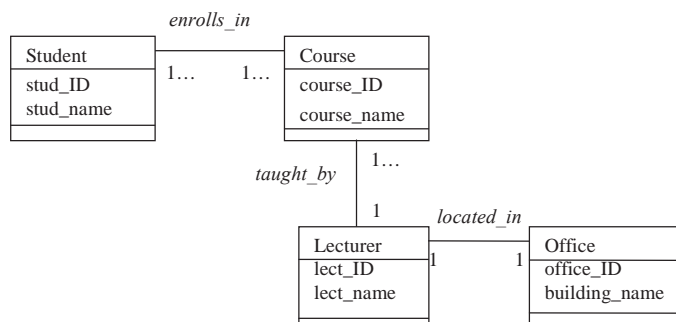 enrolls_in
Student
stud_ID
stud_name
1…
1…
Course
course_ID
course_name
taught_by
1…
1
Lecturer
lect_ID
lect_name
located_in
1
1
Office
office_ID
building_name